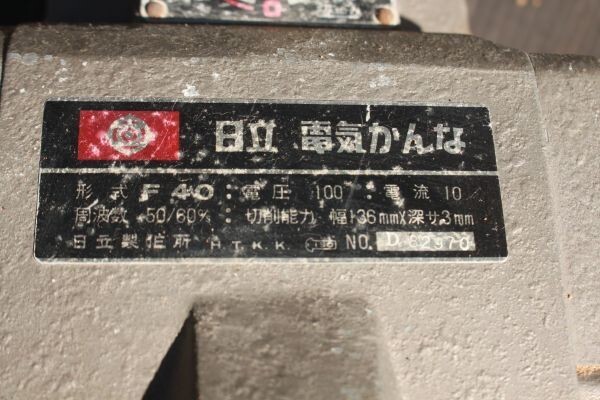 日立 電気かんな
形式 F40 : 電圧 100 : 電流 10
周波数 50/60% : 切削能力 幅136mm×深サ3mm
日立製作所 H.T.K.K NO.